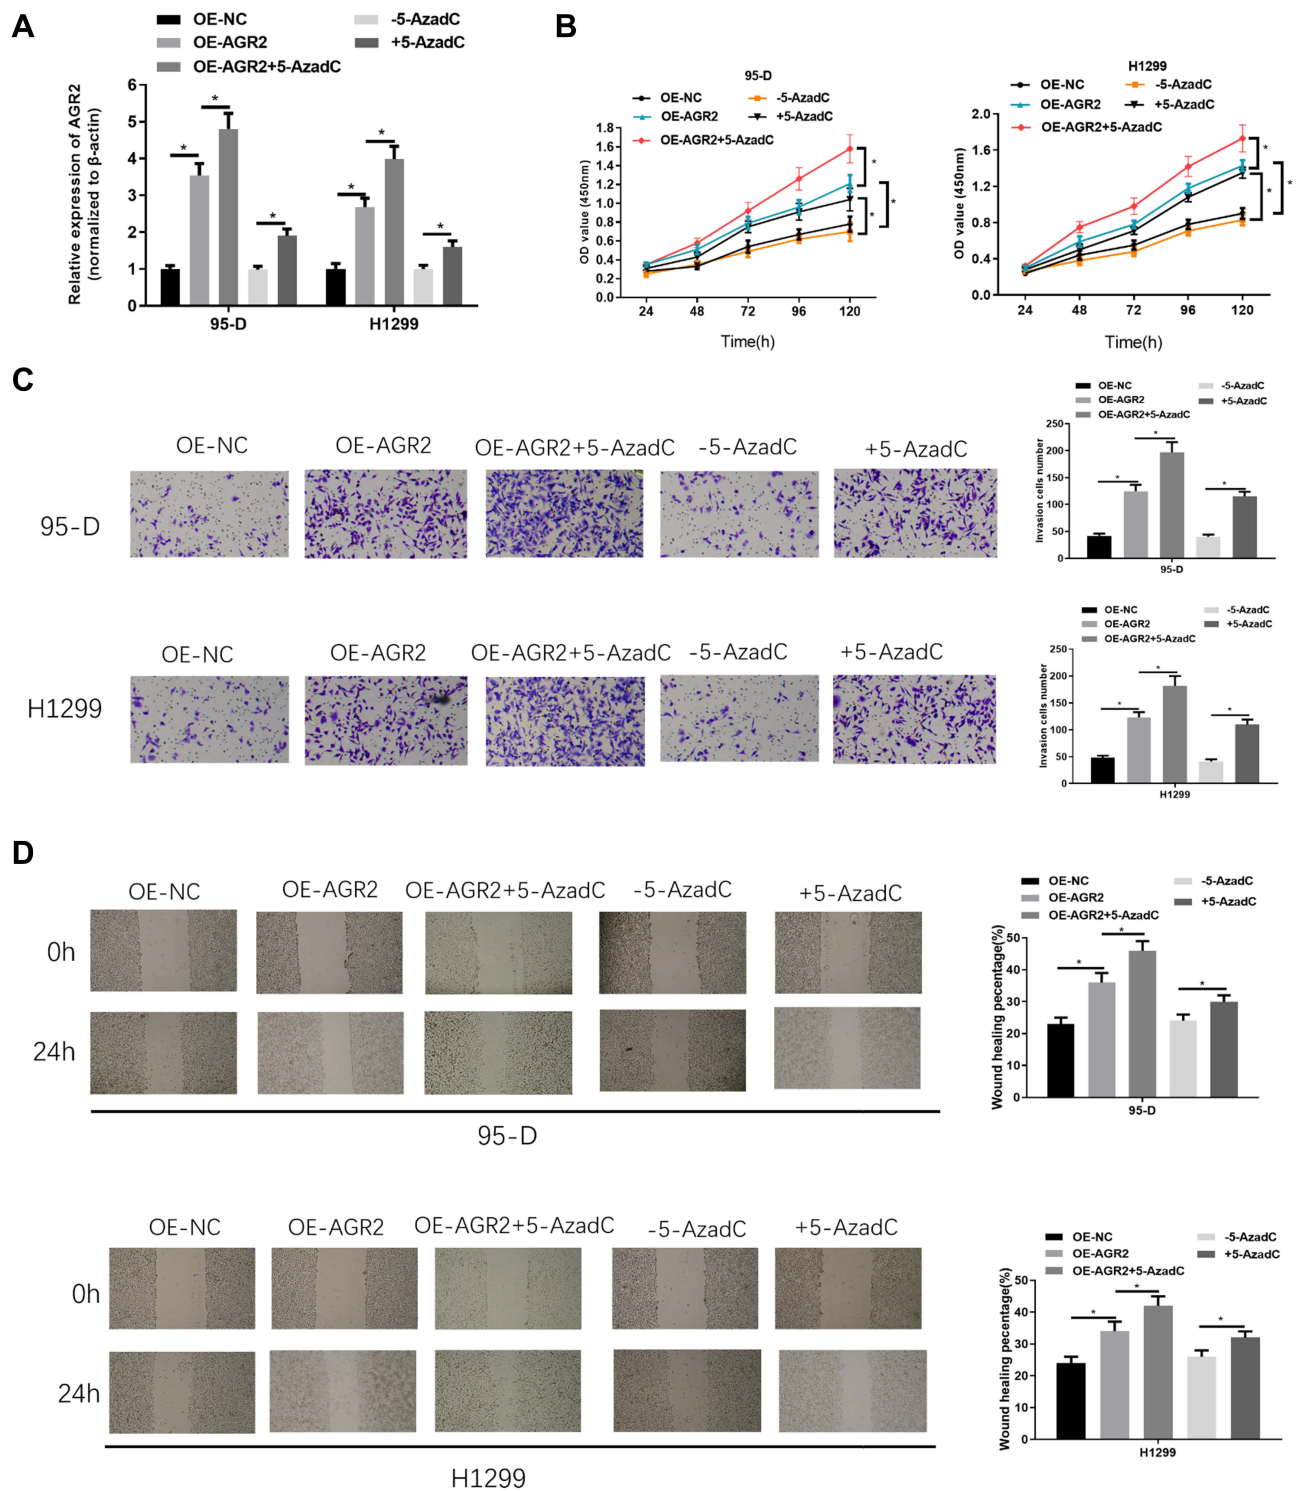 A
OE-NC
-5-AzadC
OE-AGR2
+5-AzadC
OE-AGR2+5-AzadC
Relative expression of AGR2
(normalized to β-actin)
6
5
4
3
2
1
0
* * * * * *
95-D
H1299
B
95-D
OE-NC
-5-AzadC
OE-AGR2
+5-AzadC
OE-AGR2+5-AzadC
OD value (450nm)
1.8
1.6
1.4
1.2
1.0
0.8
0.6
0.4
0.2
0.0
* * *
24 48 72 96 120
Time(h)
H1299
OE-NC
-5-AzadC
OE-AGR2
+5-AzadC
OE-AGR2+5-AzadC
OD value (450nm)
2.0
1.6
1.2
0.8
0.4
0.0
* * *
24 48 72 96 120
Time(h)
C
OE-NC OE-AGR2 OE-AGR2+5-AzadC -5-AzadC +5-AzadC
95-D
OE-NC
-5-AzadC
OE-AGR2
+5-AzadC
OE-AGR2+5-AzadC
Invasion cells number
250
200
150
100
50
0
* * *
95-D
OE-NC OE-AGR2 OE-AGR2+5-AzadC -5-AzadC +5-AzadC
H1299
OE-NC
-5-AzadC
OE-AGR2
+5-AzadC
OE-AGR2+5-AzadC
Invasion cells number
250
200
150
100
50
0
* * *
H1299
D
OE-NC OE-AGR2 OE-AGR2+5-AzadC -5-AzadC +5-AzadC
0h
24h
95-D
OE-NC
-5-AzadC
OE-AGR2
+5-AzadC
OE-AGR2+5-AzadC
Wound healing pecentage(%)
50
40
30
20
10
0
* * *
95-D
OE-NC OE-AGR2 OE-AGR2+5-AzadC -5-AzadC +5-AzadC
0h
24h
H1299
OE-NC
-5-AzadC
OE-AGR2
+5-AzadC
OE-AGR2+5-AzadC
Wound healing pecentage(%)
50
40
30
20
10
0
* * *
H1299